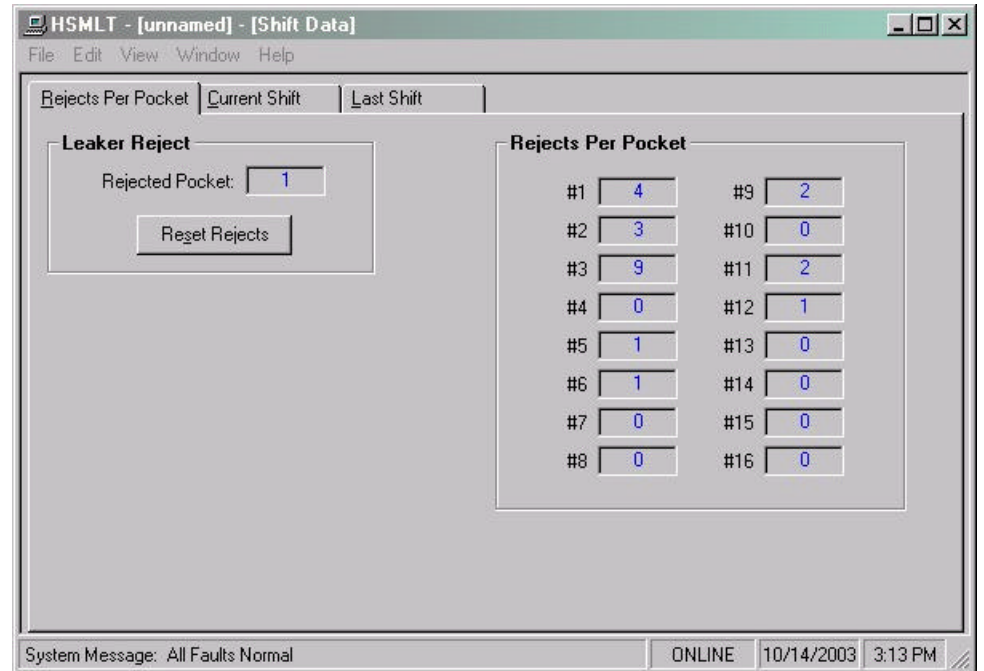 HSMLT - [unnamed] - [Shift Data]
File Edit View Window Help
Rejects Per Pocket Current Shift Last Shift
Leaker Reject
Rejected Pocket: 1
Reset Rejects
Rejects Per Pocket
#1 4 #9 2
#2 3 #10 0
#3 9 #11 2
#4 0 #12 1
#5 1 #13 0
#6 1 #14 0
#7 0 #15 0
#8 0 #16 0
System Message: All Faults Normal ONLINE 10/14/2003 3:13 PM